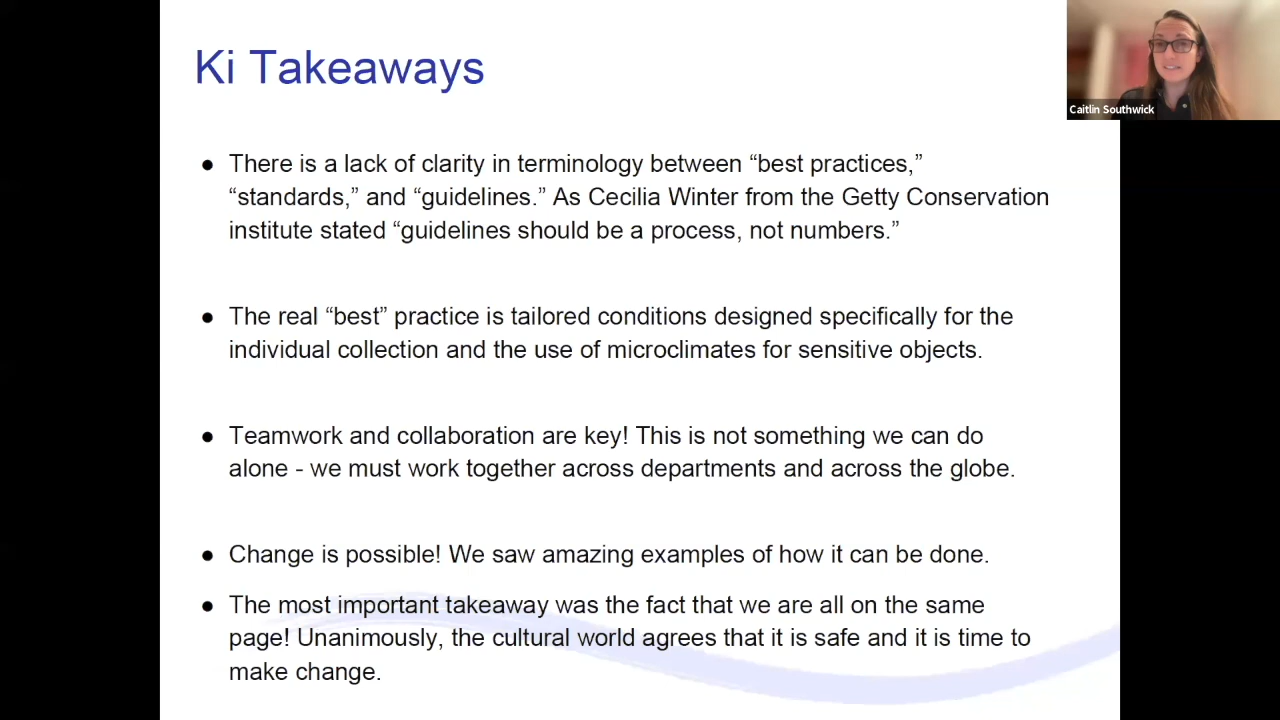 Ki Takeaways
Caitlin Southwick
● There is a lack of clarity in terminology between “best practices,”
“standards,” and “guidelines.” As Cecilia Winter from the Getty Conservation
institute stated “guidelines should be a process, not numbers.”
● The real “best” practice is tailored conditions designed specifically for the
individual collection and the use of microclimates for sensitive objects.
● Teamwork and collaboration are key! This is not something we can do
alone - we must work together across departments and across the globe.
● Change is possible! We saw amazing examples of how it can be done.
● The most important takeaway was the fact that we are all on the same
page! Unanimously, the cultural world agrees that it is safe and it is time to
make change.